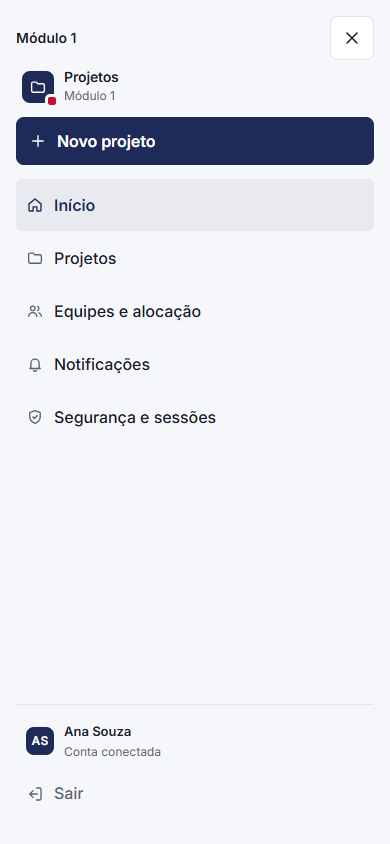 Módulo 1
Projetos
Módulo 1
Novo projeto
Início
Projetos
Equipes e alocação
Notificações
Segurança e sessões
AS
Ana Souza
Conta conectada
Sair